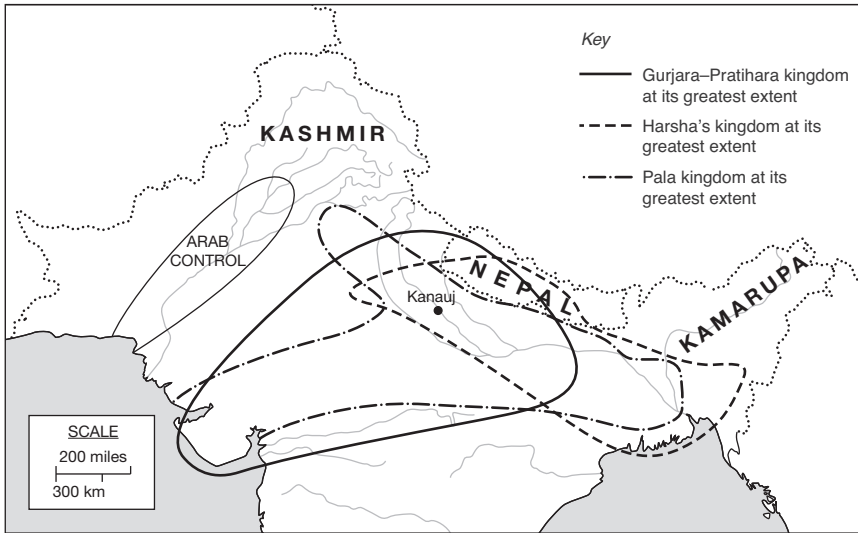 Key
Gurjara–Pratihara kingdom
at its greatest extent
Harsha's kingdom at its
greatest extent
Pala kingdom at its
greatest extent
KASHMIR
ARAB
CONTROL
NEPAL
Kanauj
KAMARUPA
SCALE
200 miles
300 km